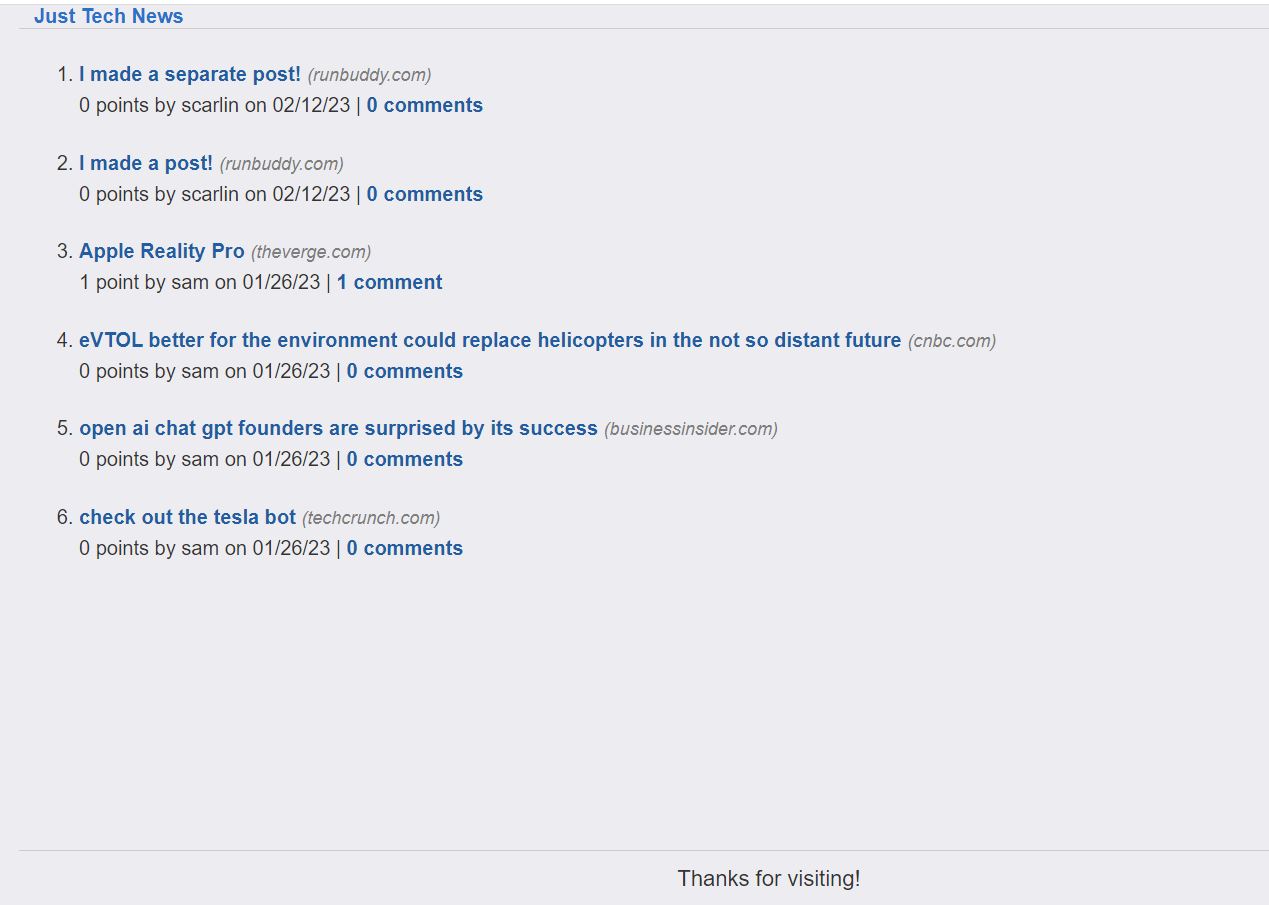 Just Tech News
1. I made a separate post! (runbuddy.com)
0 points by scarlin on 02/12/23 | 0 comments
2. I made a post! (runbuddy.com)
0 points by scarlin on 02/12/23 | 0 comments
3. Apple Reality Pro (theverge.com)
1 point by sam on 01/26/23 | 1 comment
4. eVTOL better for the environment could replace helicopters in the not so distant future (cnbc.com)
0 points by sam on 01/26/23 | 0 comments
5. open ai chat gpt founders are surprised by its success (businessinsider.com)
0 points by sam on 01/26/23 | 0 comments
6. check out the tesla bot (techcrunch.com)
0 points by sam on 01/26/23 | 0 comments
Thanks for visiting!